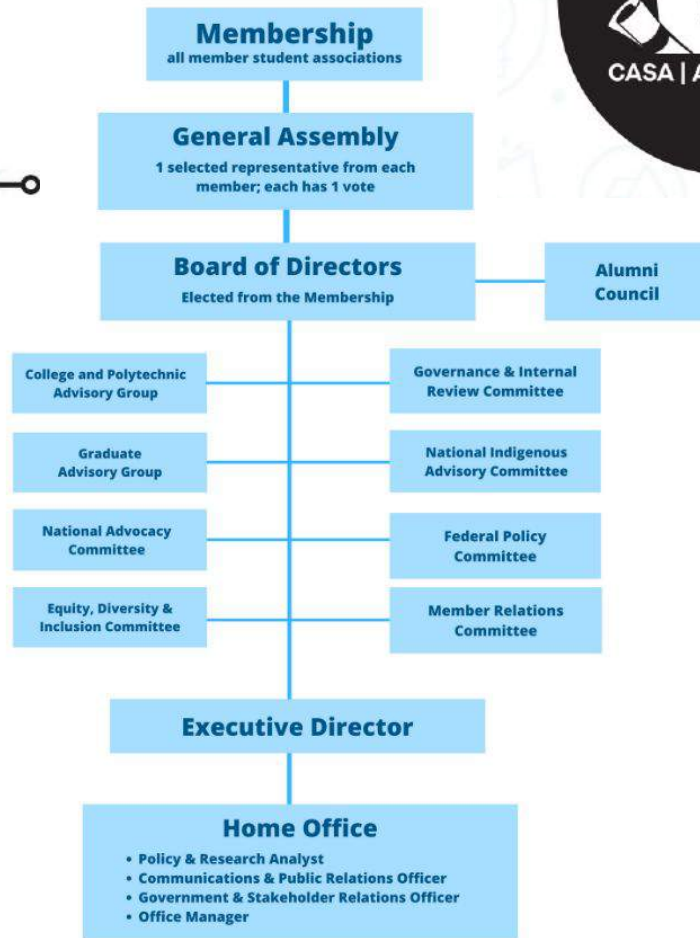 CASA | A
Membership
all member student associations
General Assembly
1 selected representative from each
member; each has 1 vote
Board of Directors
Elected from the Membership
Alumni
Council
College and Polytechnic
Advisory Group
Governance & Internal
Review Committee
Graduate
Advisory Group
National Indigenous
Advisory Committee
National Advocacy
Committee
Federal Policy
Committee
Equity, Diversity &
Inclusion Committee
Member Relations
Committee
Executive Director
Home Office
• Policy & Research Analyst
• Communications & Public Relations Officer
• Government & Stakeholder Relations Officer
• Office Manager